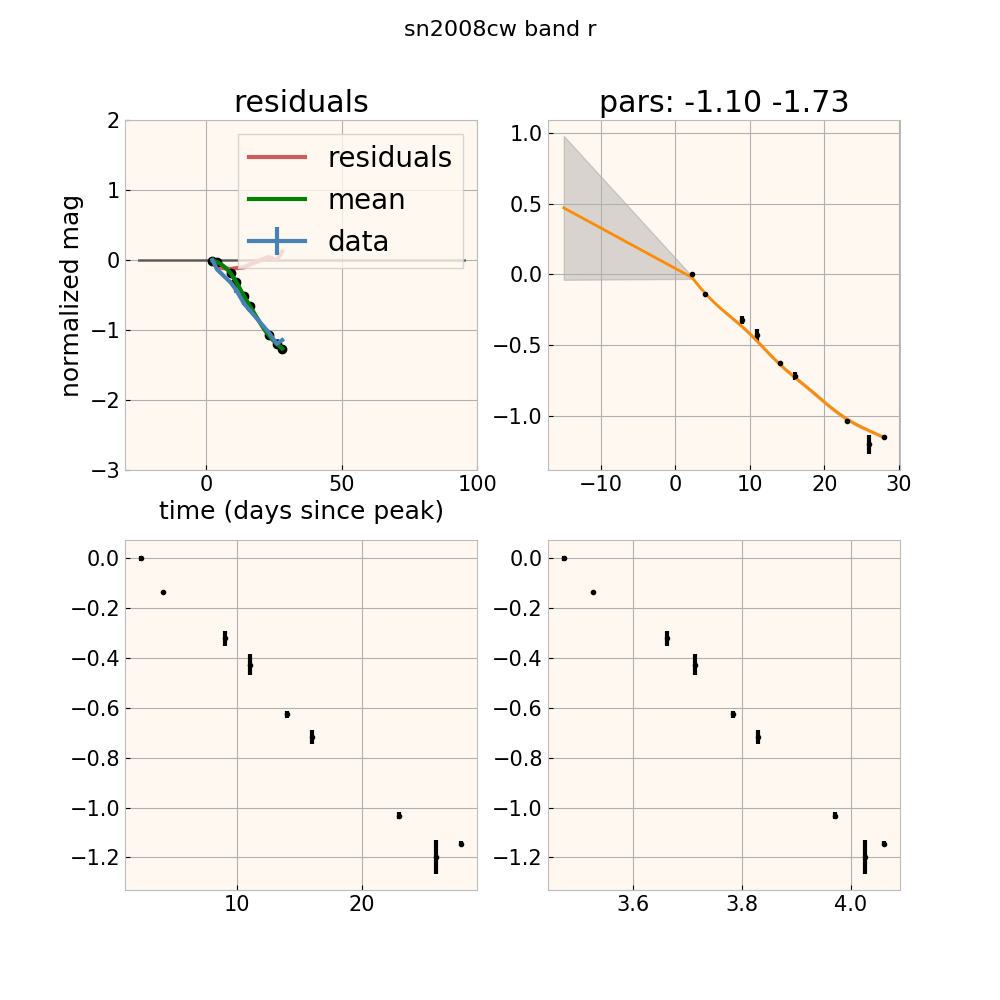 sn2008cw band r
residuals
pars: -1.10 -1.73
residuals
mean
data
normalized mag
2
1
0
−1
−2
−3
0 50 100
time (days since peak)
1.0
0.5
0.0
−0.5
−1.0
−10 0 10 20 30
0.0
−0.2
−0.4
−0.6
−0.8
−1.0
−1.2
10 20
0.0
−0.2
−0.4
−0.6
−0.8
−1.0
−1.2
3.6 3.8 4.0